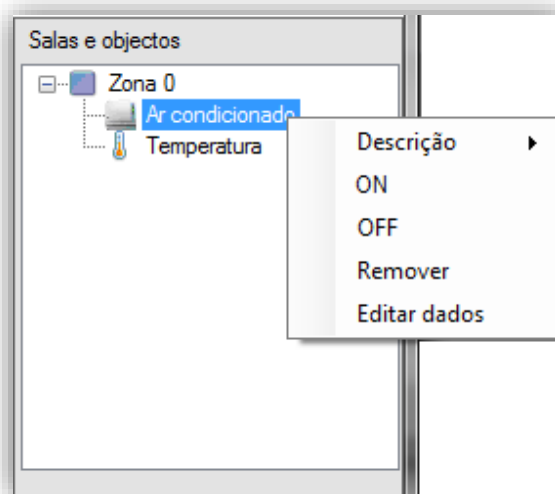 Salas e objectos
Zona 0
Ar condicionado
Temperatura
Descrição
ON
OFF
Remover
Editar dados